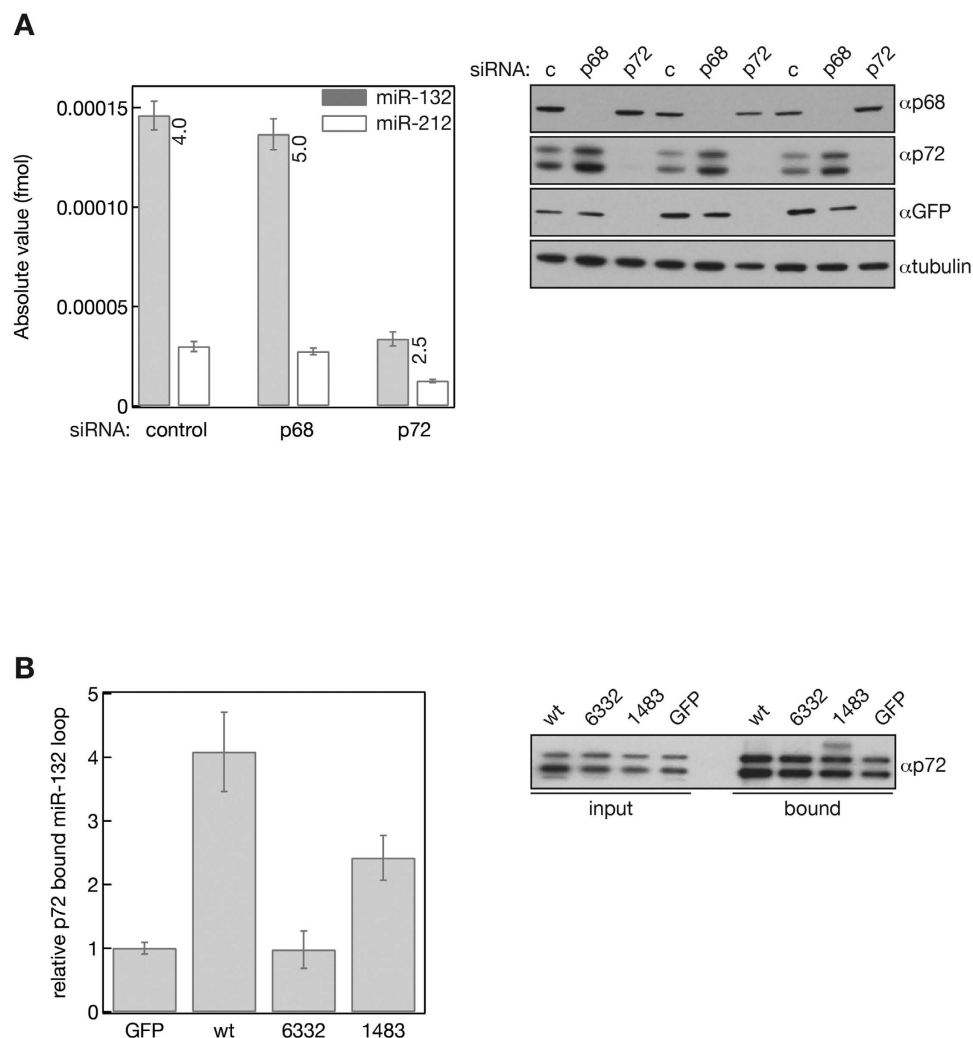 A
siRNA: c p68 p72 c p68 p72 c p68 p72
αp68
αp72
αGFP
αtubulin
Absolute value (fmol)
0.00015
0.00010
0.00005
0
miR-132
miR-212
4.0
5.0
2.5
siRNA: control p68 p72
B
relative p72 bound miR-132 loop
5
4
3
2
1
0
GFP wt 6332 1483
wt 6332 1483 GFP wt 6332 1483 GFP
αp72
input bound